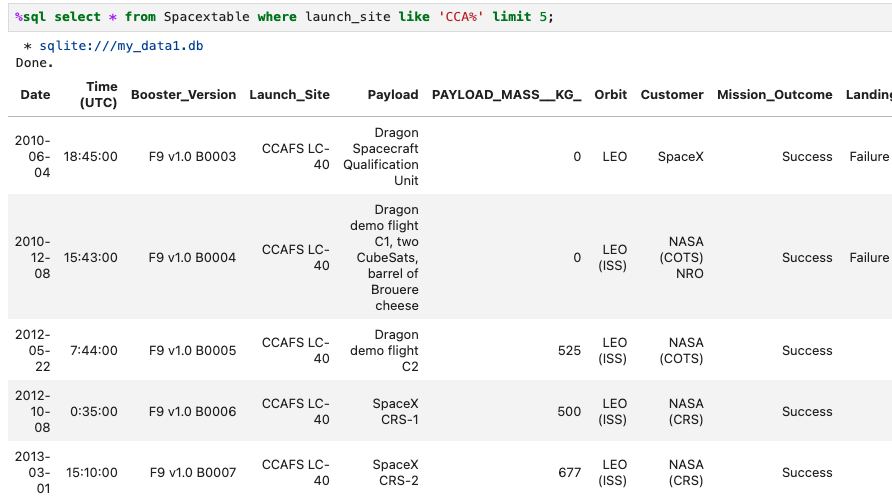 %sql select * from Spacextable where launch_site like 'CCA%' limit 5;
* sqlite:///my_data1.db
Done.
Date Time (UTC) Booster_Version Launch_Site Payload PAYLOAD_MASS__KG_ Orbit Customer Mission_Outcome Landing
2010-06-04 18:45:00 F9 v1.0 B0003 CCAFS LC-40 Dragon Spacecraft Qualification Unit 0 LEO SpaceX Success Failure
2010-12-08 15:43:00 F9 v1.0 B0004 CCAFS LC-40 Dragon demo flight C1, two CubeSats, barrel of Brouere cheese 0 LEO (ISS) NASA (COTS) NRO Success Failure
2012-05-22 7:44:00 F9 v1.0 B0005 CCAFS LC-40 Dragon demo flight C2 525 LEO (ISS) NASA (COTS) Success
2012-10-08 0:35:00 F9 v1.0 B0006 CCAFS LC-40 SpaceX CRS-1 500 LEO (ISS) NASA (CRS) Success
2013-03-01 15:10:00 F9 v1.0 B0007 CCAFS LC-40 SpaceX CRS-2 677 LEO (ISS) NASA (CRS) Success